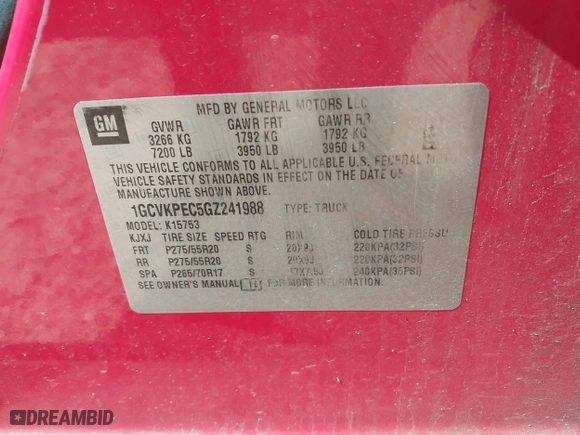 MFD BY GENERAL MOTORS LLC
GM
GVWR GAWR FRT GAWR RR
3266 KG 1792 KG 1792 KG
7200 LB 3950 LB 3950 LB
THIS VEHICLE CONFORMS TO ALL APPLICABLE U.S. FEDERAL
VEHICLE SAFETY STANDARDS IN EFFECT ON THE DATE OF
MANUFACTURE SHOWN ABOVE.
1GCVKPEC5GZ241988 TYPE: TRUCK
MODEL: K15753
KJXJ TIRE SIZE SPEED RTG RIM COLD TIRE PRESSURE
FRT P275/55R20 S 20X9J 220KPA(32PSI)
RR P275/55R20 S 20X9J 220KPA(32PSI)
SPA P265/70R17 S 17X7.5J 240KPA(35PSI)
SEE OWNER'S MANUAL FOR MORE INFORMATION.
DREAMBID